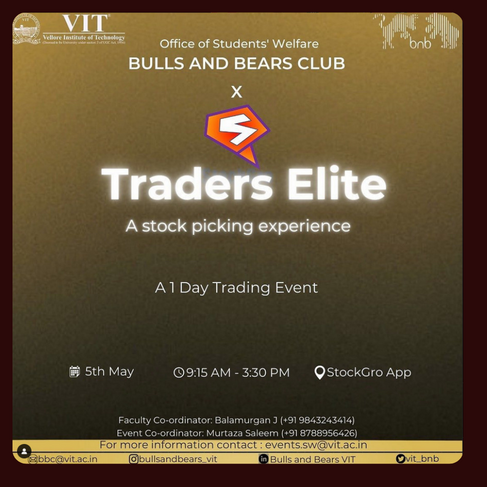 VIT
Vellore Institute of Technology
bnb
Office of Students' Welfare
BULLS AND BEARS CLUB
X
Traders Elite
A stock picking experience
A 1 Day Trading Event
5th May 9:15 AM - 3:30 PM StockGro App
Faculty Co-ordinator: Balamurgan J (+91 9843243414)
Event Co-ordinator: Murtaza Saleem (+91 8788956426)
For more information contact : events.sw@vit.ac.in
bbc@vit.ac.in bullsandbears_vit Bulls and Bears VIT vit_bnb